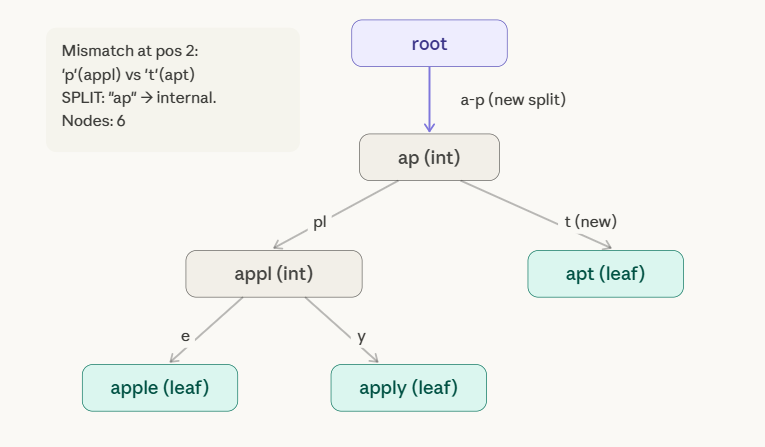 Mismatch at pos 2:
'p'(appl) vs 't'(apt)
SPLIT: "ap" → internal.
Nodes: 6
root
a-p (new split)
ap (int)
pl
t (new)
appl (int)
apt (leaf)
e
y
apple (leaf)
apply (leaf)